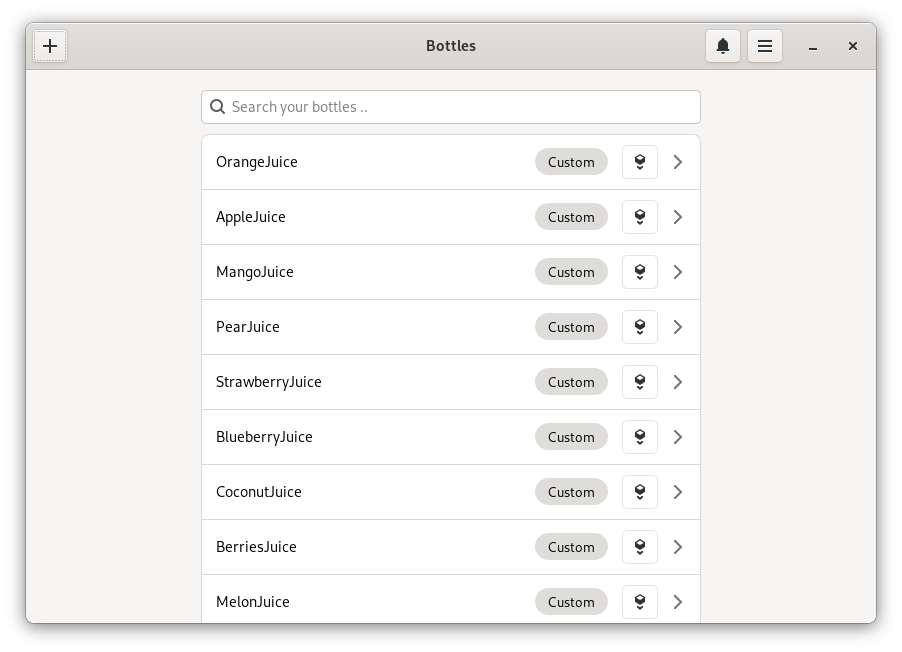 Bottles
Search your bottles ..
OrangeJuice Custom
AppleJuice Custom
MangoJuice Custom
PearJuice Custom
StrawberryJuice Custom
BlueberryJuice Custom
CoconutJuice Custom
BerriesJuice Custom
MelonJuice Custom